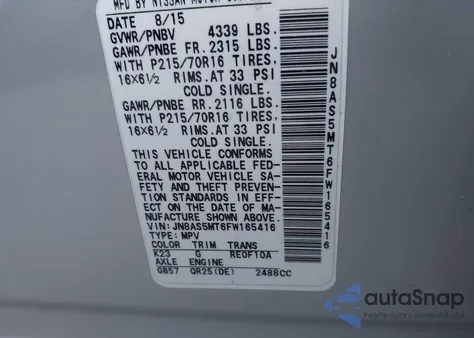 MFD BY NISSAN MOTOR
DATE 8/15
GVWR/PNBV 4339 LBS.
GAWR/PNBE FR. 2315 LBS.
WITH P215/70R16 TIRES,
16X6½ RIMS.AT 33 PSI
COLD SINGLE.
GAWR/PNBE RR. 2116 LBS.
WITH P215/70R16 TIRES,
16X6½ RIMS.AT 33 PSI
COLD SINGLE.
THIS VEHICLE CONFORMS
TO ALL APPLICABLE FED-
ERAL MOTOR VEHICLE SA-
FETY AND THEFT PREVEN-
TION STANDARDS IN EFFECT
ON THE DATE OF MANUFACT-
URE SHOWN ABOVE.
VIN:JN8AS5MT6FW165416
TYPE: MPV
COLOR TRIM TRANS
K23 G RE0F10A
AXLE ENGINE
GB57 QR25(DE) 2488CC
JN8AS5MT6FW165416
autoSnap